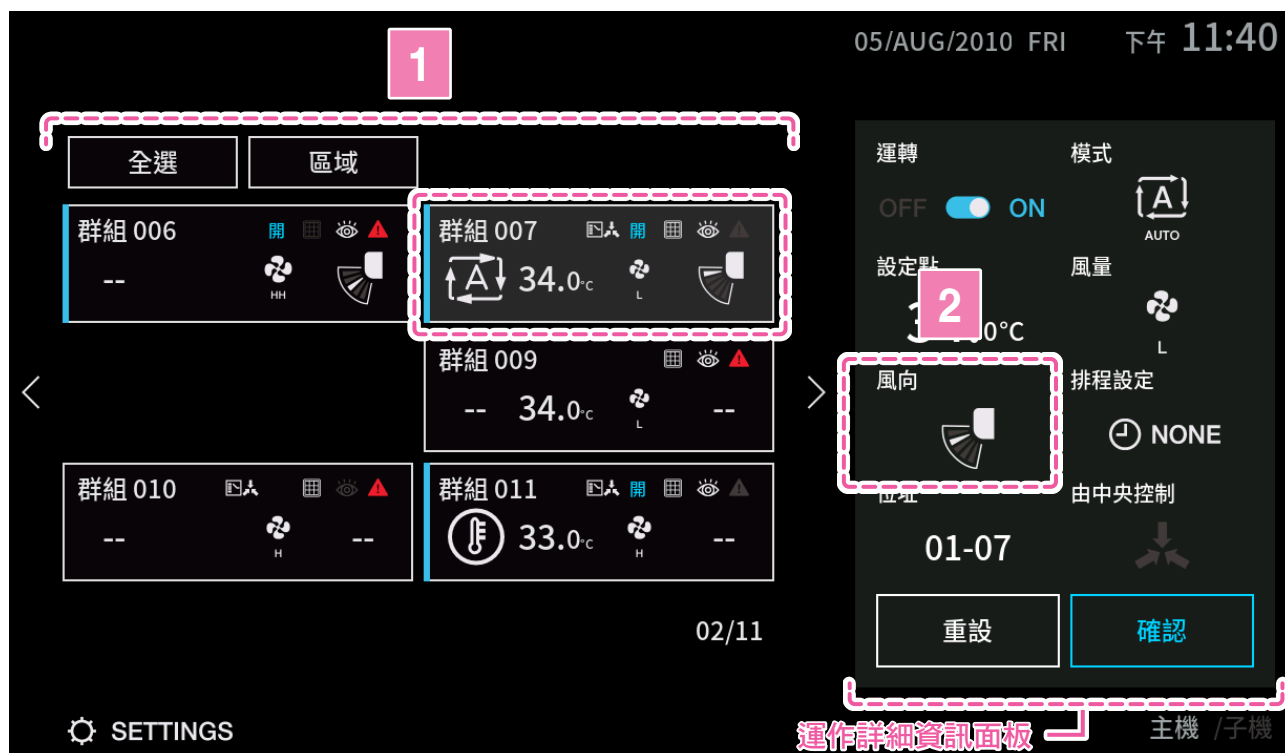 05/AUG/2010 FRI 下午 11:40
1
全選 區域
群組 006 開
--
HH
群組 007 開
A 34.0°C
L
群組 009
-- 34.0°C --
L
群組 010
-- --
H
群組 011 開
33.0°C --
H
02/11
SETTINGS
運轉 模式
OFF ON
A
AUTO
設定點 風量
2
0°C
L
風向 排程設定
NONE
位址 由中央控制
01-07
重設 確認
運作詳細資訊面板
主機 /子機